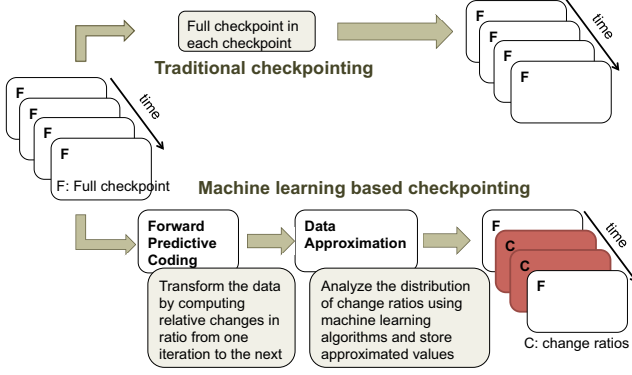 Full checkpoint in
each checkpoint
Traditional checkpointing
F
F
F
F
time
F
F
F
F
time
F: Full checkpoint
Machine learning based checkpointing
Forward
Predictive
Coding
Transform the data
by computing
relative changes in
ratio from one
iteration to the next
Data
Approximation
Analyze the distribution
of change ratios using
machine learning
algorithms and store
approximated values
F
C
C
F
time
C: change ratios